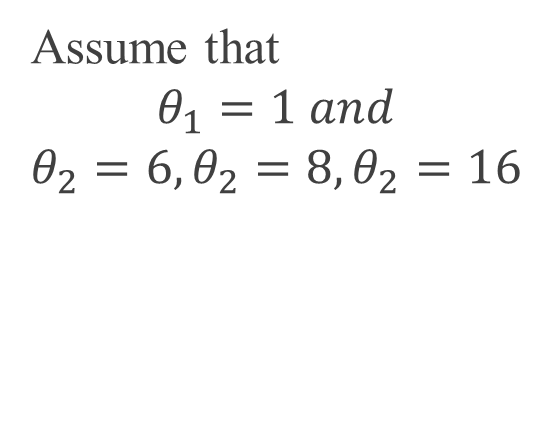 Assume that
θ₁ = 1 and
θ₂ = 6, θ₂ = 8, θ₂ = 16